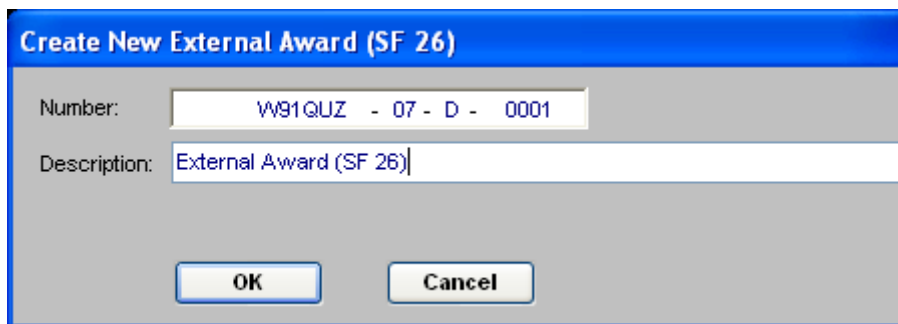 Create New External Award (SF 26)
Number: W91QUZ - 07 - D - 0001
Description: External Award (SF 26)
OK Cancel